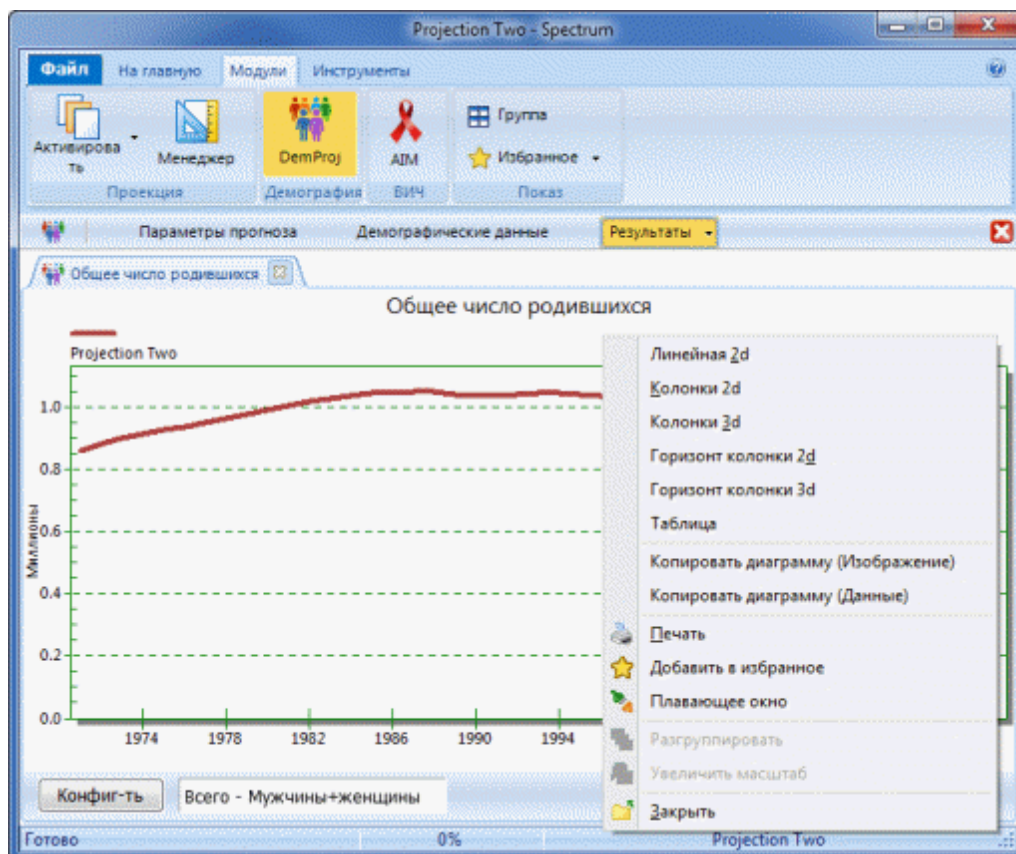 Projection Two - Spectrum
Файл На главную Модули Инструменты
Активировать
Менеджер
DemProj
AIM
Группа
Избранное
Проекция Демография ВИЧ Показ
Параметры прогноза Демографические данные Результаты
Общее число родившихся
Общее число родившихся
Projection Two
Миллионы
1.0
0.8
0.6
0.4
0.2
0.0
1974 1978 1982 1986 1990 1994
Линейная 2d
Колонки 2d
Колонки 3d
Горизонт колонки 2d
Горизонт колонки 3d
Таблица
Копировать диаграмму (Изображение)
Копировать диаграмму (Данные)
Печать
Добавить в избранное
Плавающее окно
Разгруппировать
Увеличить масштаб
Закрыть
Конфиг-ть Всего - Мужчины+женщины
Готово 0% Projection Two